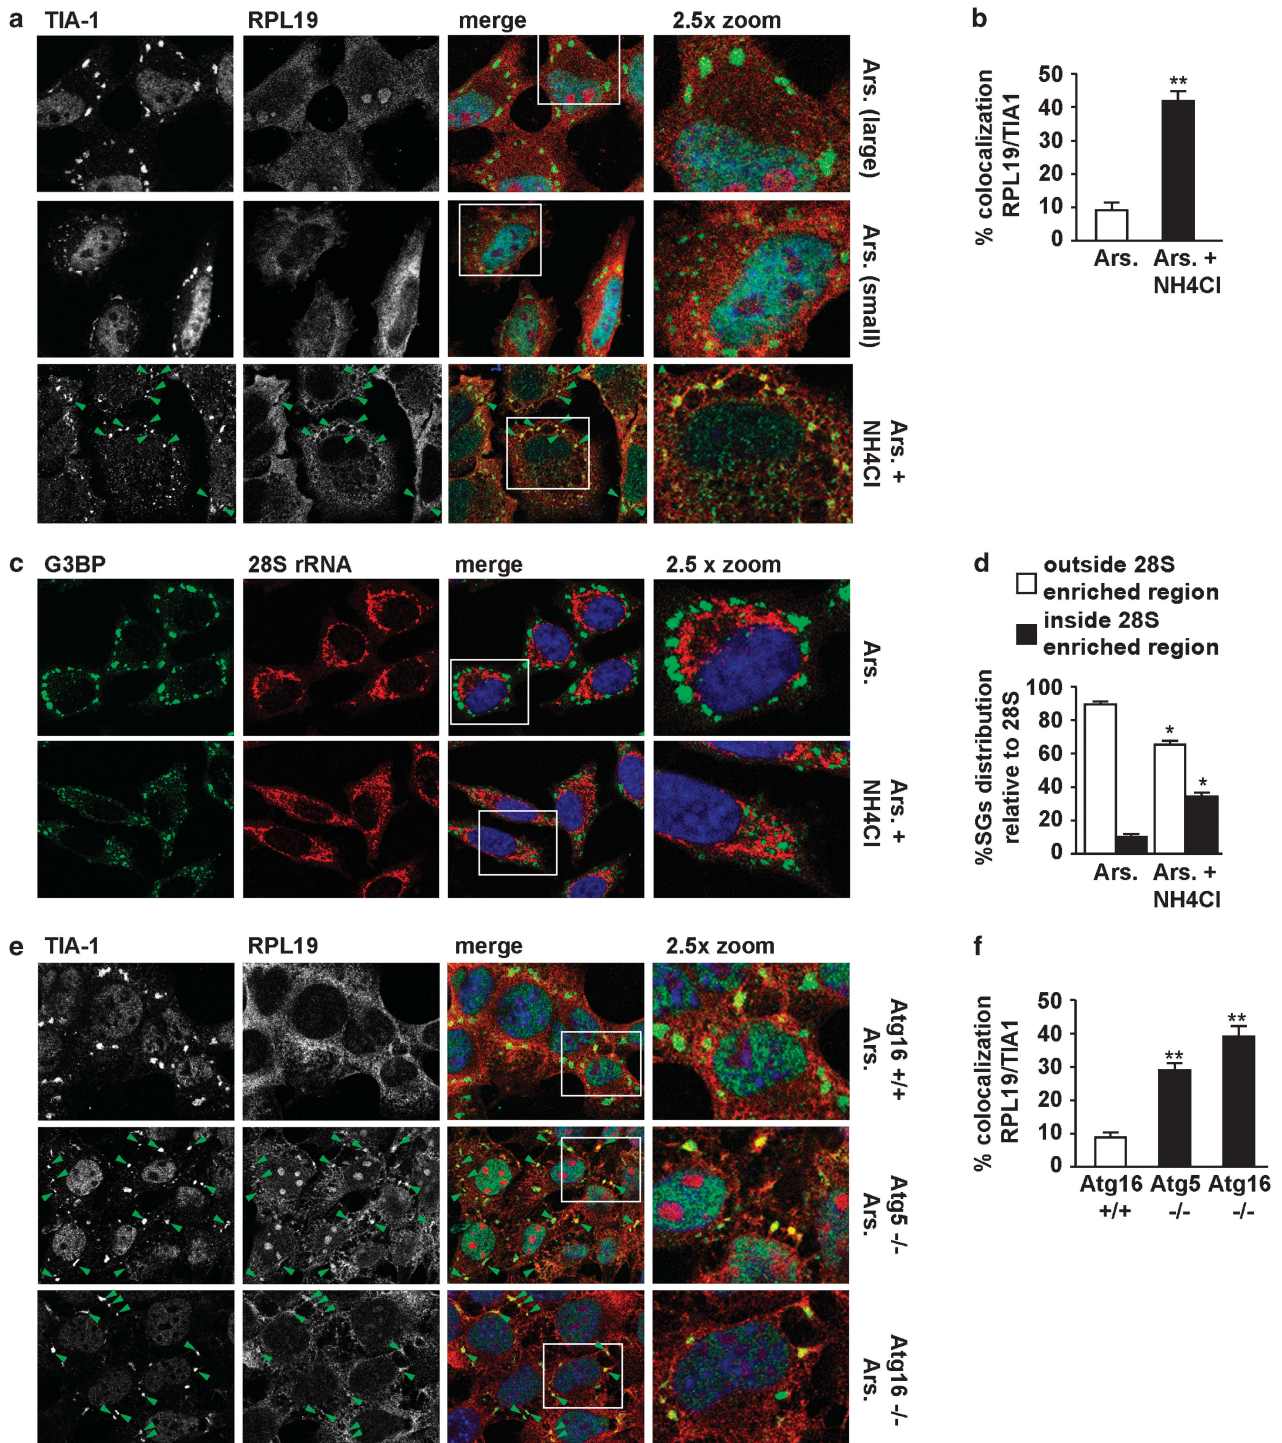 a
TIA-1 RPL19 merge 2.5x zoom
Ars. (large)
Ars. (small)
Ars. +
NH4Cl
b
% colocalization
RPL19/TIA1
50
40
30
20
10
0
**
Ars. Ars. +
NH4Cl
c
G3BP 28S rRNA merge 2.5 x zoom
Ars.
Ars. +
NH4Cl
d
outside 28S
enriched region
inside 28S
enriched region
%SGs distribution
relative to 28S
100
80
60
40
20
0
*
*
Ars. Ars. +
NH4Cl
e
TIA-1 RPL19 merge 2.5x zoom
Atg16 +/+
Ars.
Atg5 -/-
Ars.
Atg16 -/-
Ars.
f
% colocalization
RPL19/TIA1
50
40
30
20
10
0
**
**
Atg16 Atg5 Atg16
+/+ -/- -/-